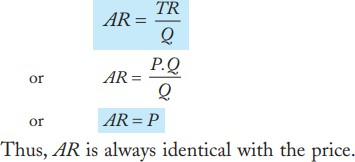 AR = TR/Q
or AR = P.Q/Q
or AR = P
Thus, AR is always identical with the price.